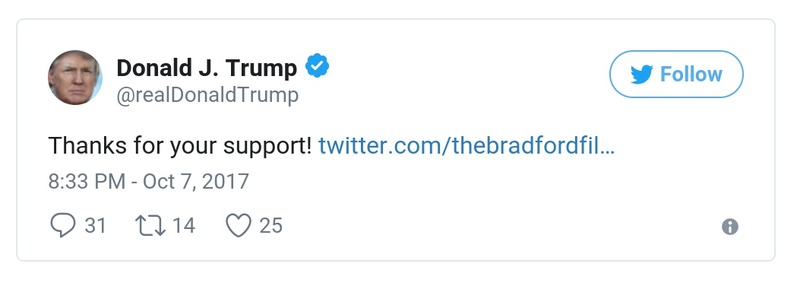 Donald J. Trump
Follow
@realDonaldTrump
Thanks for your support! twitter.com/thebradfordfil…
8:33 PM - Oct 7, 2017
31 14 25